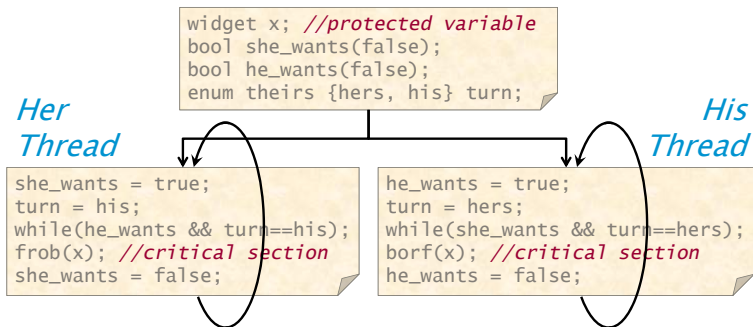 widget x; //protected variable
bool she_wants(false);
bool he_wants(false);
enum theirs {hers, his} turn;
Her
Thread
His
Thread
she_wants = true;
turn = his;
while(he_wants && turn==his);
frob(x); //critical section
she_wants = false;
he_wants = true;
turn = hers;
while(she_wants && turn==hers);
borf(x); //critical section
he_wants = false;